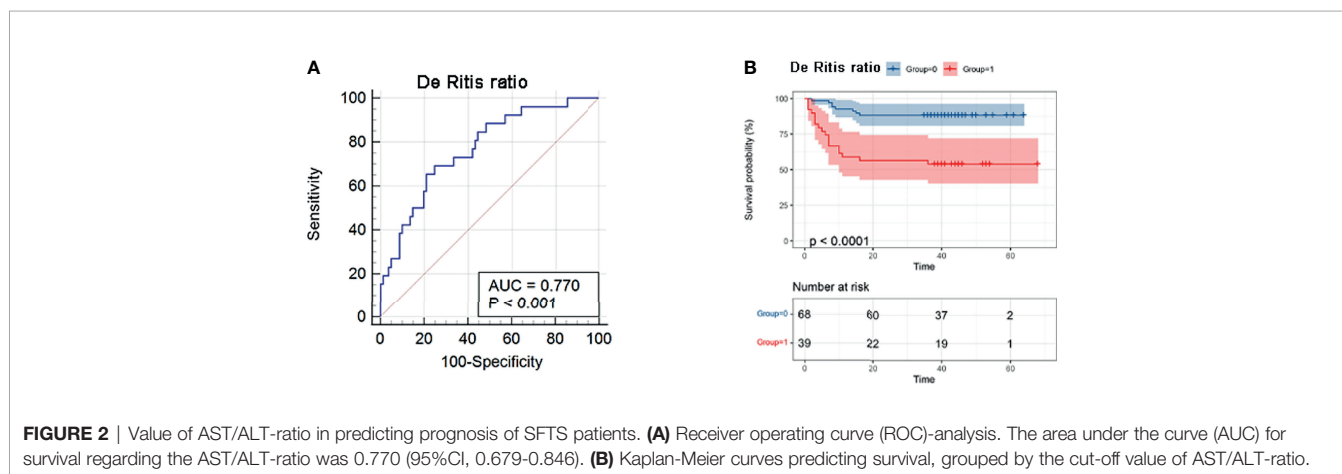 A
De Ritis ratio
100
80
60
40
20
0
Sensitivity
AUC = 0.770
P < 0.001
0 20 40 60 80 100
100-Specificity
B
De Ritis ratio Group=0 Group=1
100
75
50
25
0
Survival probability (%)
p < 0.0001
0 20 40 60
Time
Number at risk
Group=0 68 60 37 2
Group=1 39 22 19 1
0 20 40 60
Time
FIGURE 2 | Value of AST/ALT-ratio in predicting prognosis of SFTS patients. (A) Receiver operating curve (ROC)-analysis. The area under the curve (AUC) for
survival regarding the AST/ALT-ratio was 0.770 (95%CI, 0.679-0.846). (B) Kaplan-Meier curves predicting survival, grouped by the cut-off value of AST/ALT-ratio.